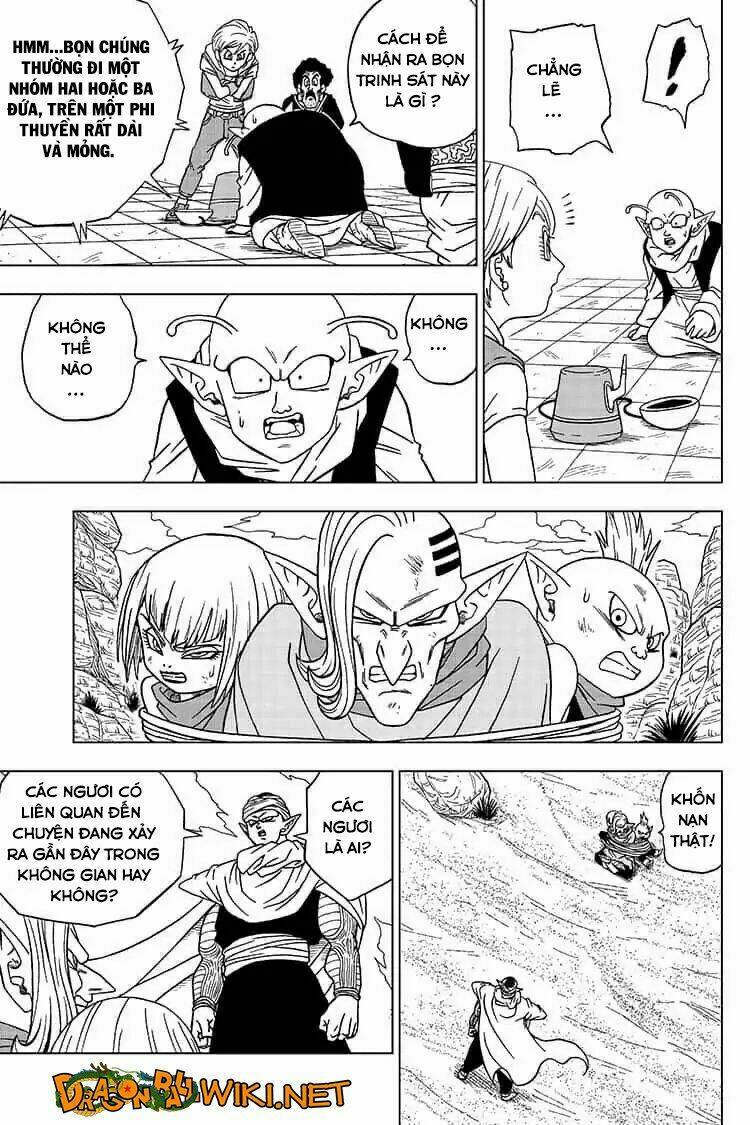 CÁCH ĐỂ
NHẬN RA BỌN
TRINH SÁT NÀY
LÀ GÌ ?
HMM...BỌN CHÚNG
THƯỜNG ĐI MỘT
NHÓM HAI HOẶC BA
ĐỨA, TRÊN MỘT PHI
THUYỀN RẤT DÀI
VÀ MỎNG.
!
CHẲNG
LẼ
...
KHÔNG
...
KHÔNG
THỂ
NÀO
...
KHỐN
NẠN
THẬT!
CÁC
NGƯƠI
LÀ AI?
CÁC NGƯƠI CÓ
LIÊN QUAN ĐẾN
CHUYỆN ĐANG XẢY
RA GẦN ĐÂY TRONG
KHÔNG GIAN HAY
KHÔNG?
DRAGON BALL WIKI.NET